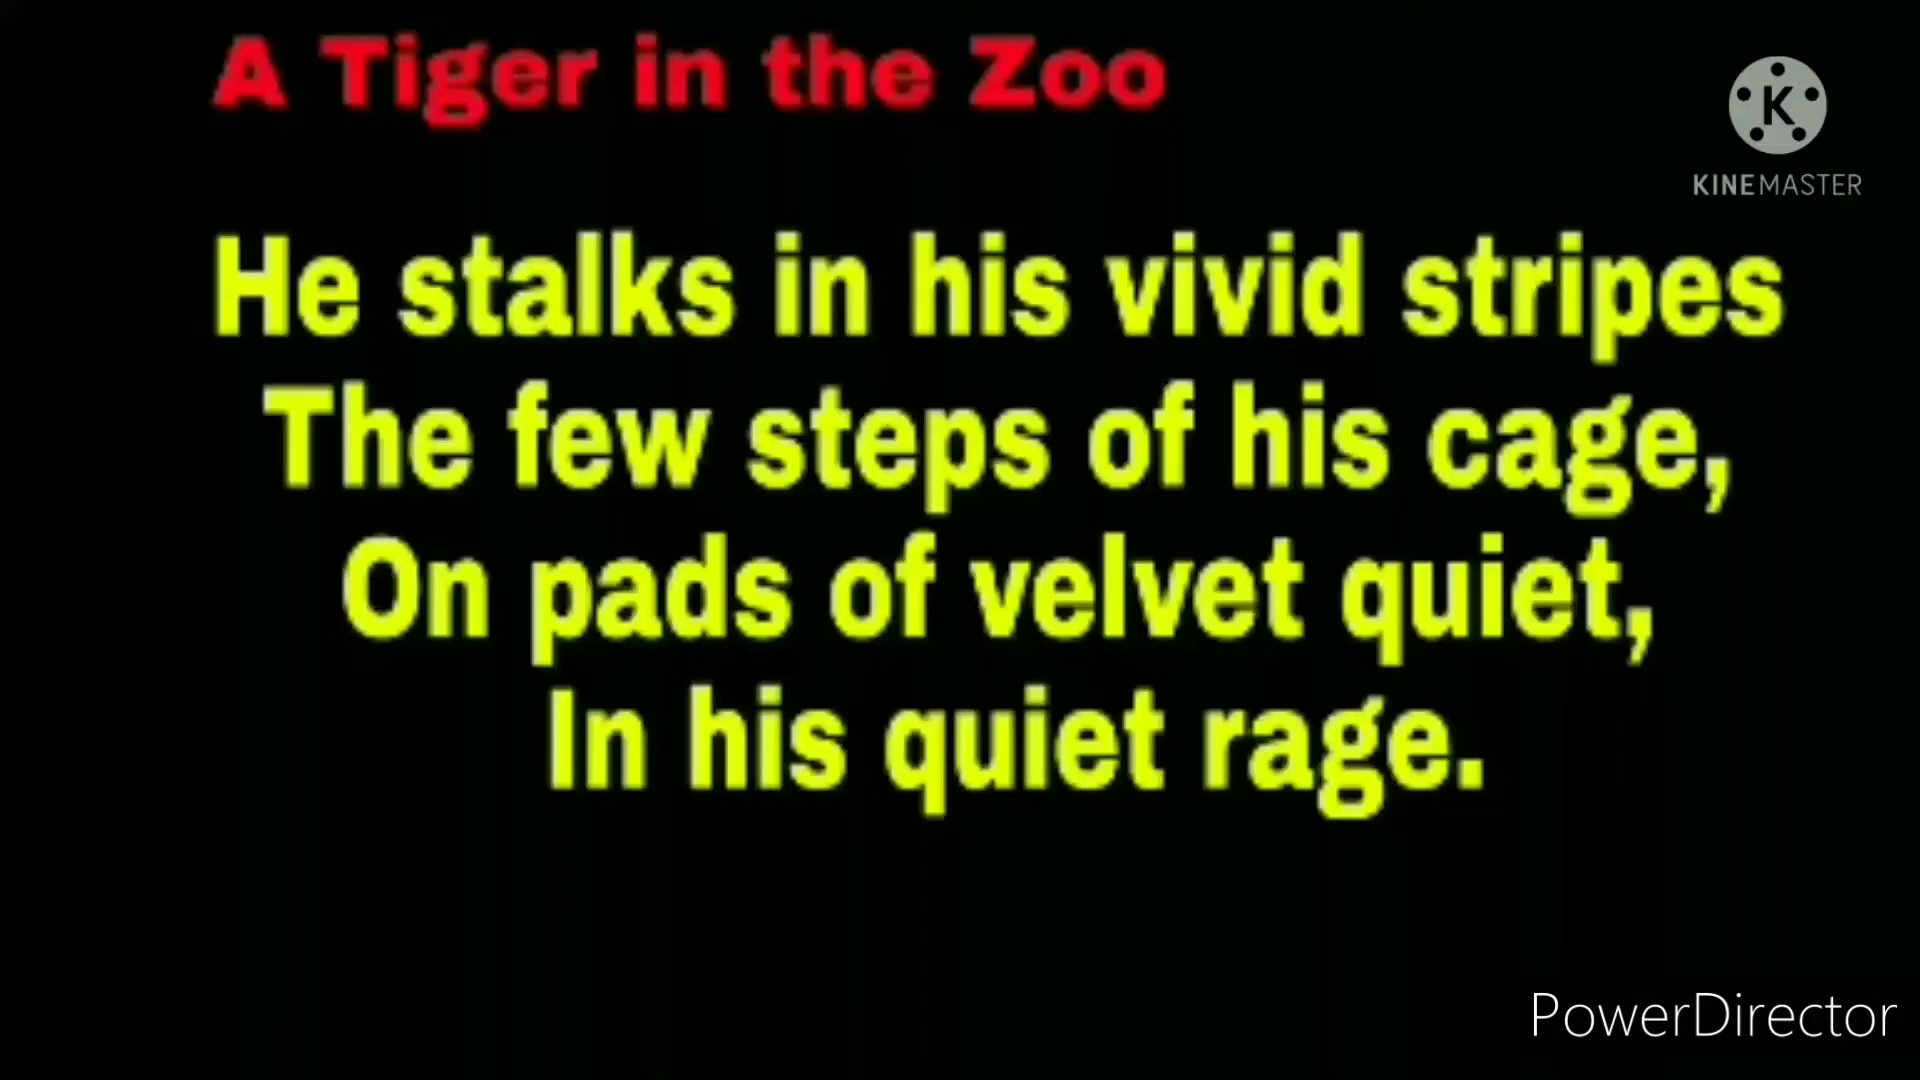 A Tiger in the Zoo
K
KINEMASTER
He stalks in his vivid stripes
The few steps of his cage,
On pads of velvet quiet,
In his quiet rage.
PowerDirector